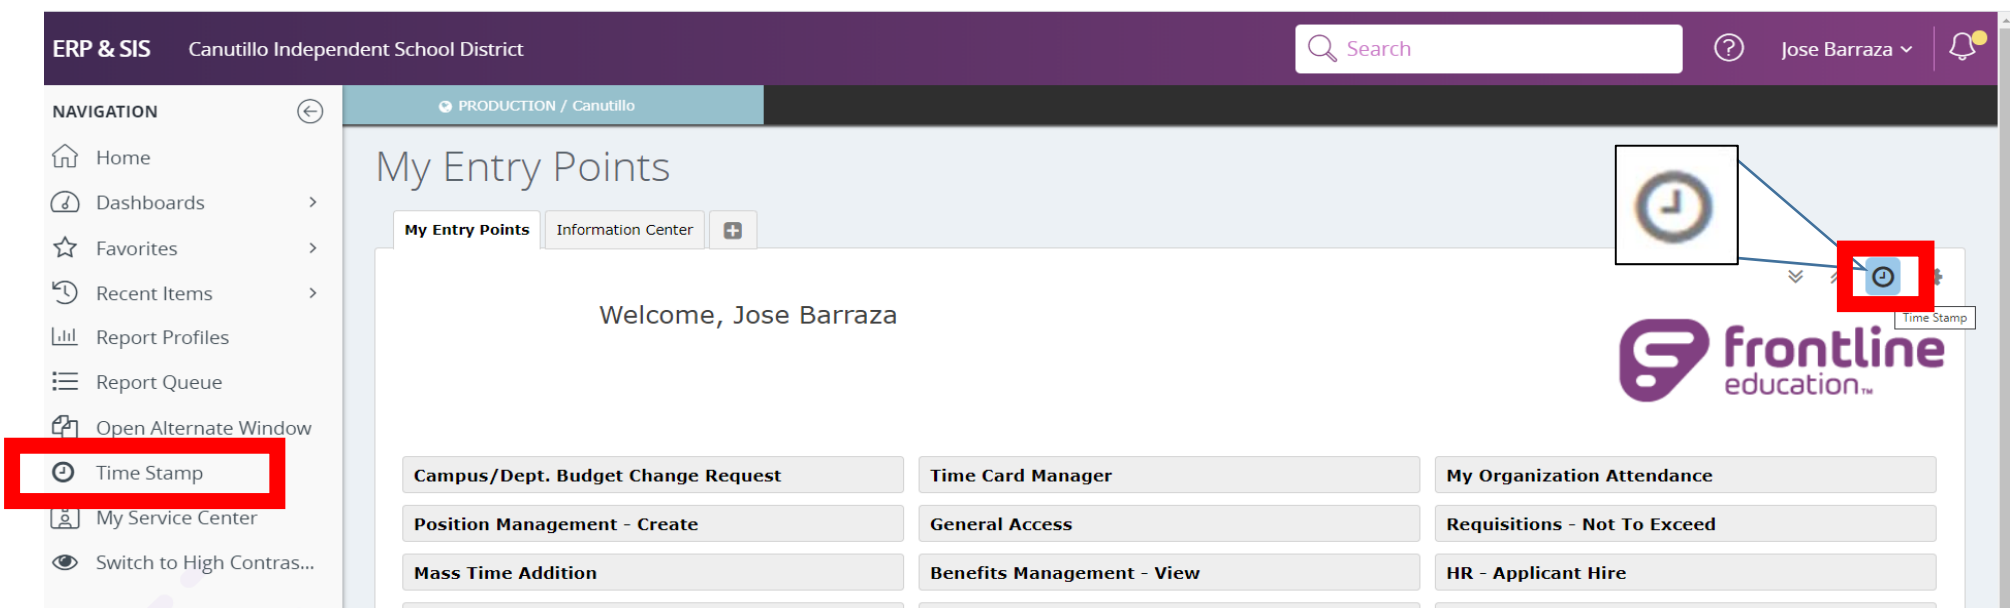 ERP & SIS Canutillo Independent School District Search Jose Barraza
NAVIGATION
Home
Dashboards
Favorites
Recent Items
Report Profiles
Report Queue
Open Alternate Window
Time Stamp
My Service Center
Switch to High Contras...
PRODUCTION / Canutillo
My Entry Points
My Entry Points Information Center
Time Stamp
Welcome, Jose Barraza
frontline
education™
Campus/Dept. Budget Change Request Time Card Manager My Organization Attendance
Position Management - Create General Access Requisitions - Not To Exceed
Mass Time Addition Benefits Management - View HR - Applicant Hire